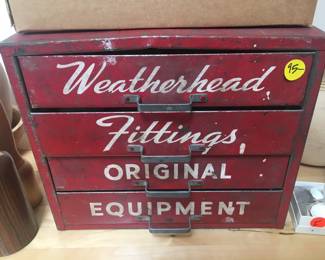 Weatherhead
95-
Fittings
ORIGINAL
EQUIPMENT